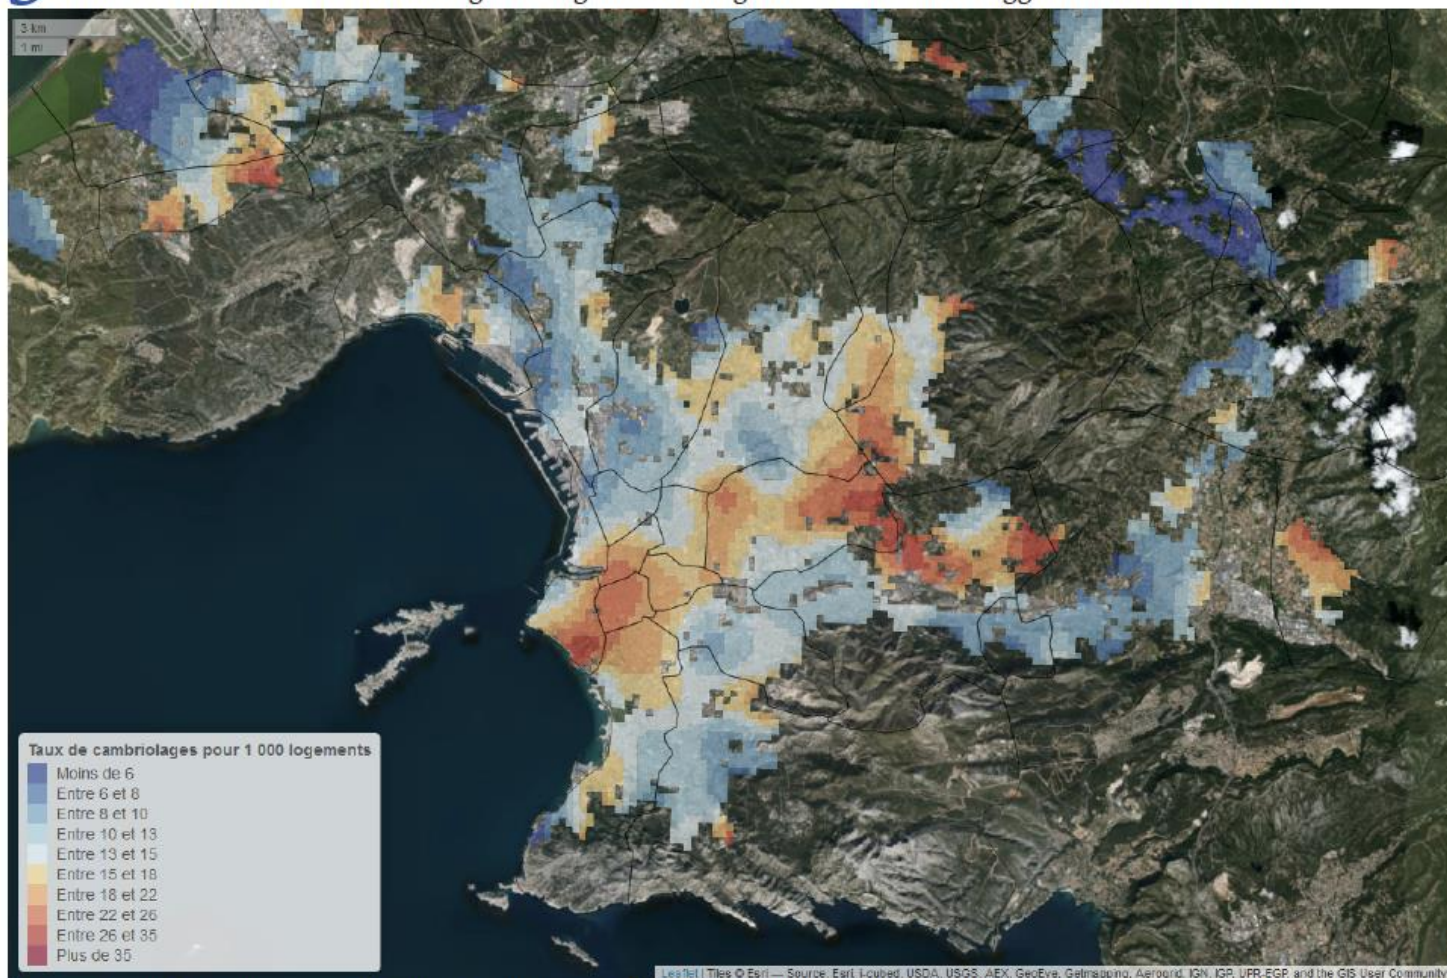 3 km
1 mi
Taux de cambriolages pour 1 000 logements
Moins de 6
Entre 6 et 8
Entre 8 et 10
Entre 10 et 13
Entre 13 et 15
Entre 15 et 18
Entre 18 et 22
Entre 22 et 26
Entre 26 et 35
Plus de 35
Leaflet | Tiles © Esri — Source: Esri, i-cubed, USDA, USGS, AEX, GeoEye, Getmapping, Aerogrid, IGN, IGP, UPR-EGP, and the GIS User Community